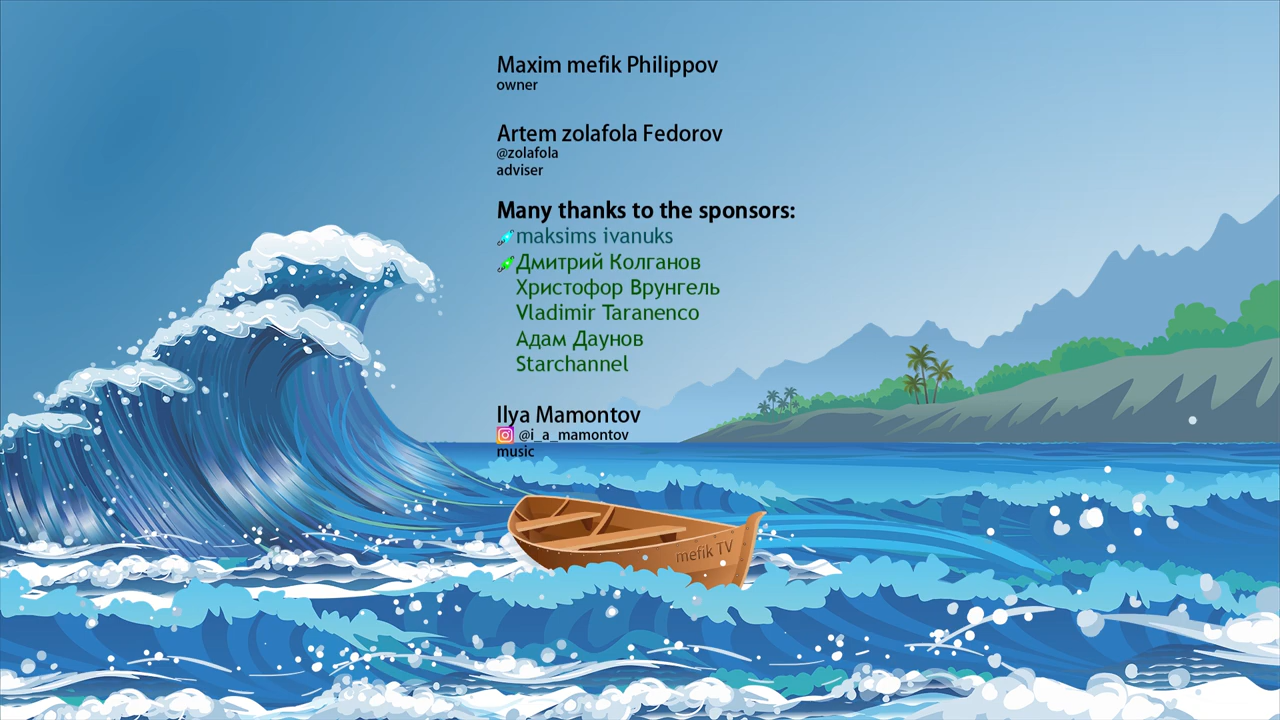 Maxim mefik Philippov
owner
Artem zolafola Fedorov
@zolafola
adviser
Many thanks to the sponsors:
maksims ivanuks
Дмитрий Колганов
Христофор Врунгель
Vladimir Taranenco
Адам Даунов
Starchannel
Ilya Mamontov
@i_a_mamontov
music
mefik TV